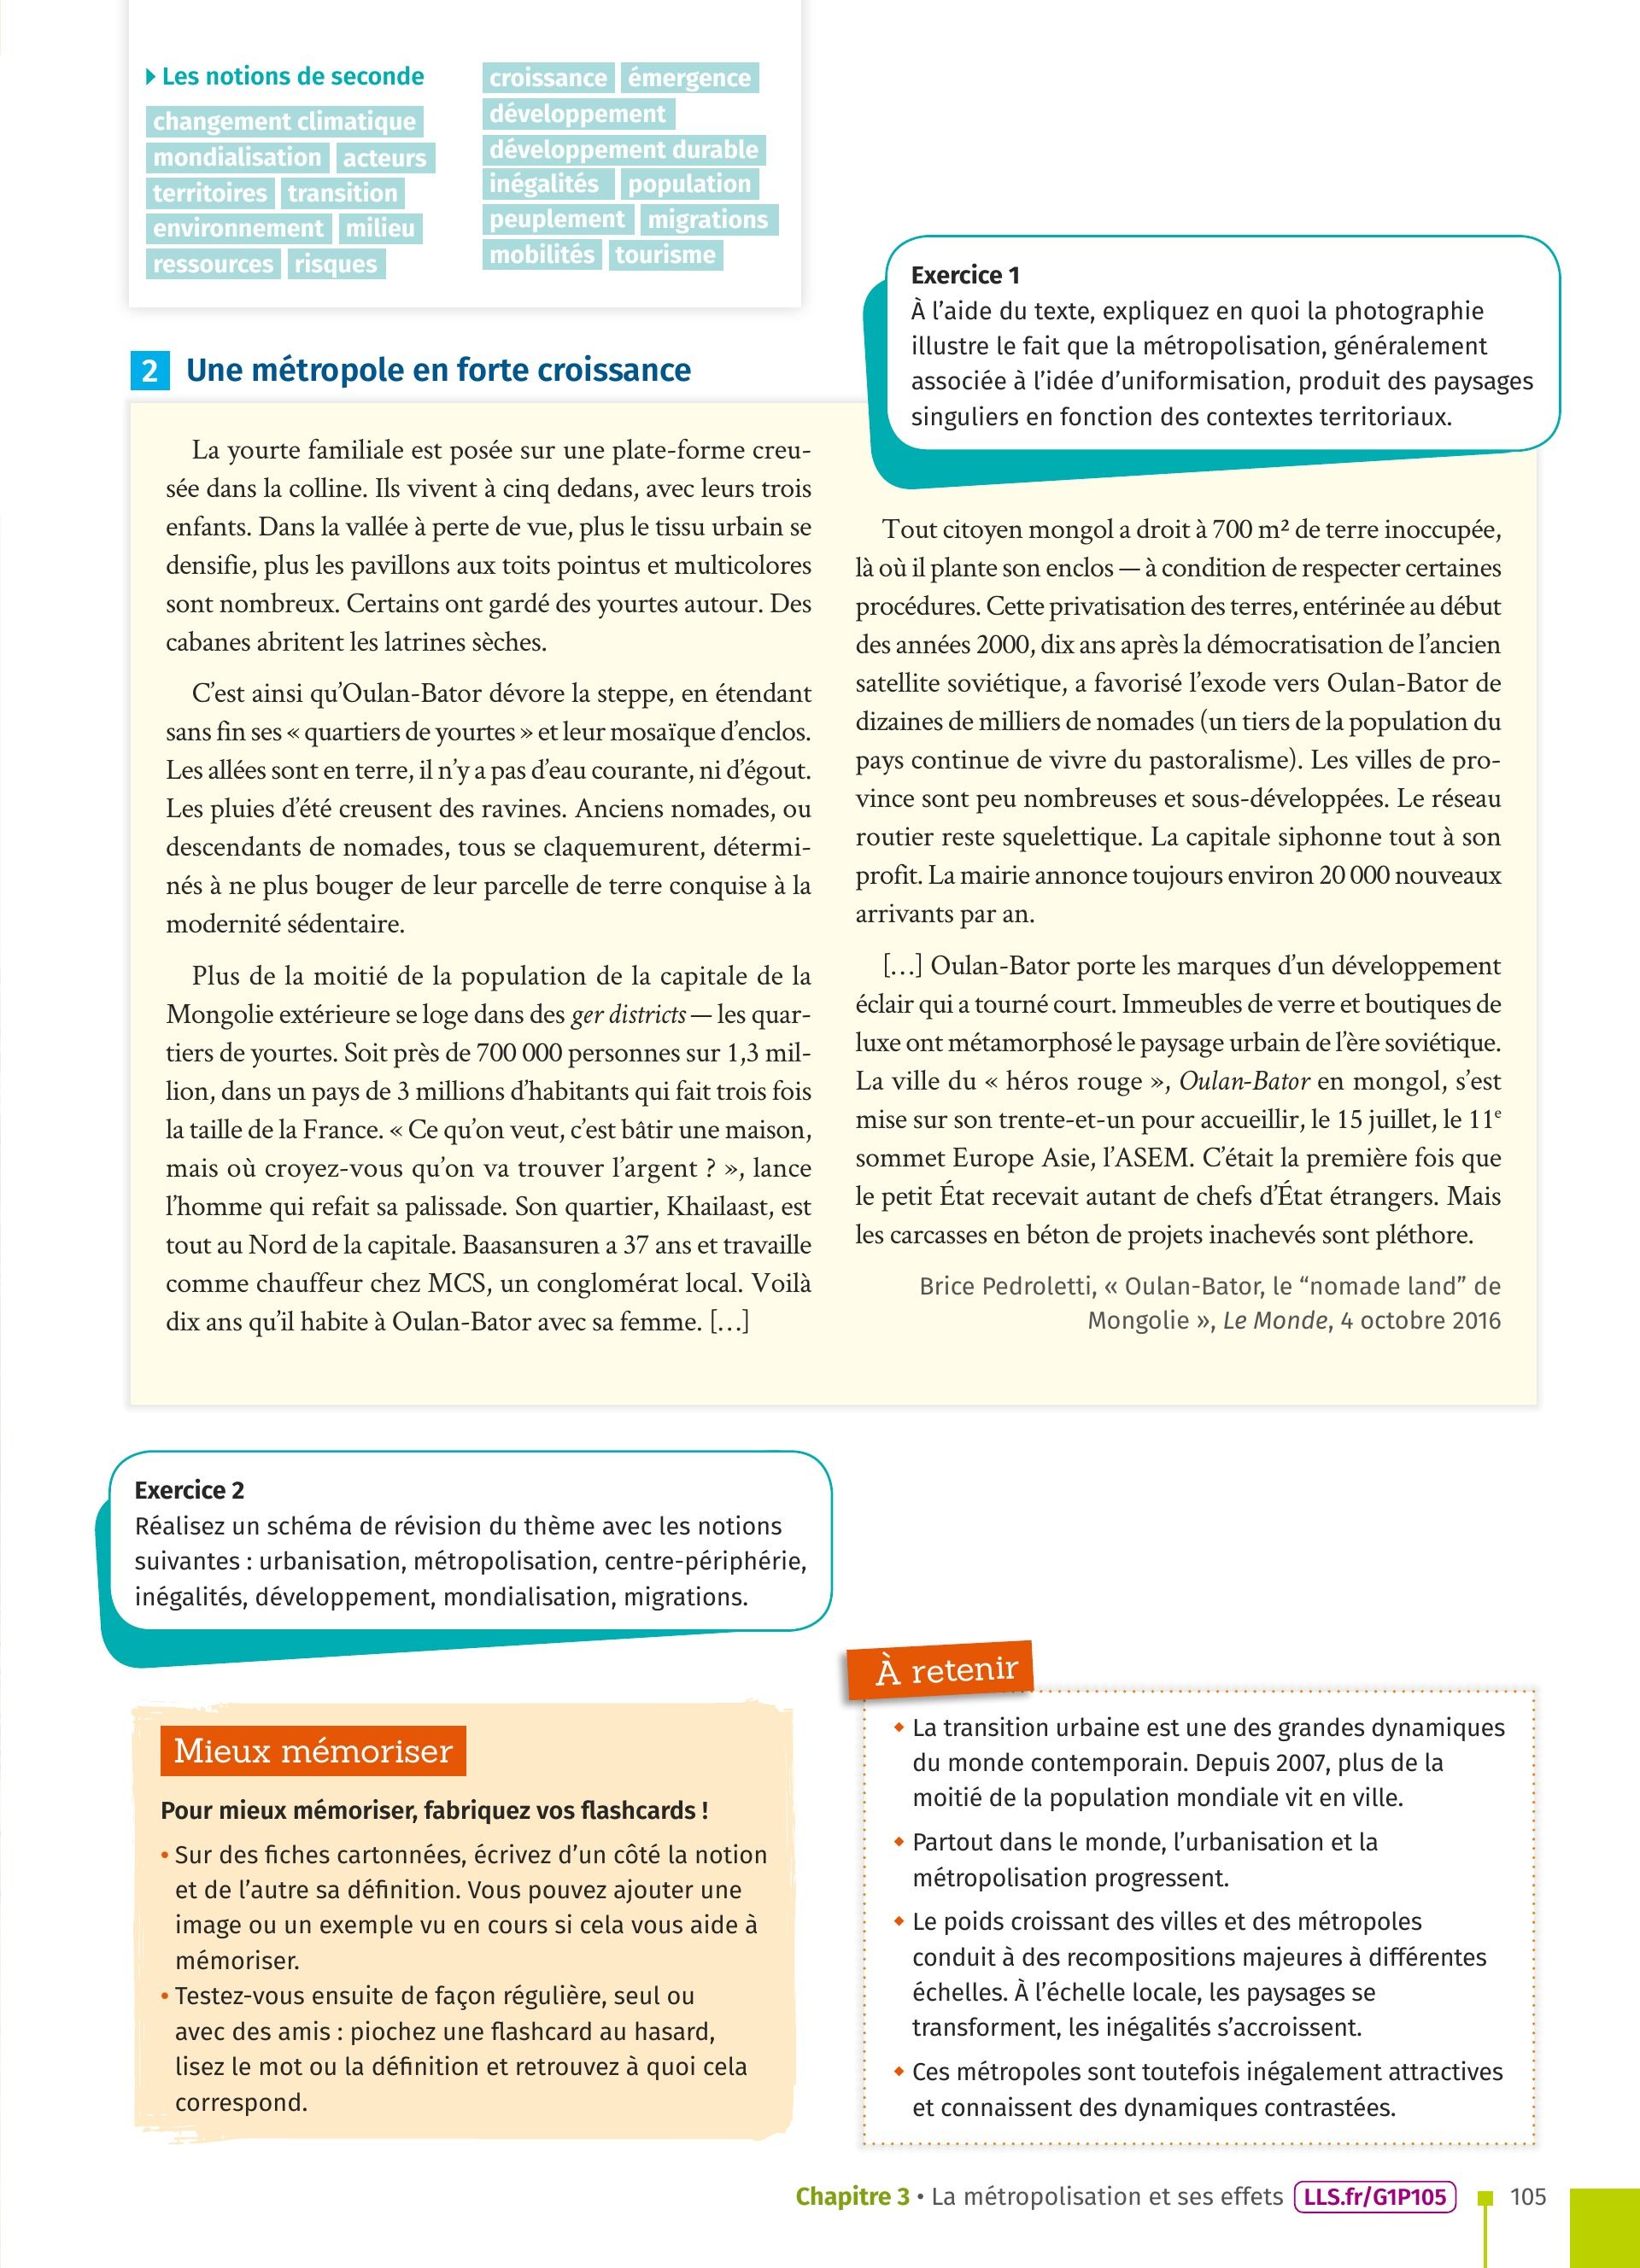 Les notions de seconde
changement climatique
mondialisation acteurs
territoires transition
environnement milieu
ressources risques
croissance émergence
développement
développement durable
inégalités population
peuplement migrations
mobilités tourisme
Exercice 1
À l’aide du texte, expliquez en quoi la photographie
illustre le fait que la métropolisation, généralement
associée à l’idée d’uniformisation, produit des paysages
singuliers en fonction des contextes territoriaux.
2 Une métropole en forte croissance
La yourte familiale est posée sur une plate-forme creu-
sée dans la colline. Ils vivent à cinq dedans, avec leurs trois
enfants. Dans la vallée à perte de vue, plus le tissu urbain se
densifie, plus les pavillons aux toits pointus et multicolores
sont nombreux. Certains ont gardé des yourtes autour. Des
cabanes abritent les latrines sèches.
C’est ainsi qu’Oulan-Bator dévore la steppe, en étendant
sans fin ses « quartiers de yourtes » et leur mosaïque d’enclos.
Les allées sont en terre, il n’y a pas d’eau courante, ni d’égout.
Les pluies d’été creusent des ravines. Anciens nomades, ou
descendants de nomades, tous se claquemurent, détermi-
nés à ne plus bouger de leur parcelle de terre conquise à la
modernité sédentaire.
Plus de la moitié de la population de la capitale de la
Mongolie extérieure se loge dans des ger districts — les quar-
tiers de yourtes. Soit près de 700 000 personnes sur 1,3 mil-
lion, dans un pays de 3 millions d’habitants qui fait trois fois
la taille de la France. « Ce qu’on veut, c’est bâtir une maison,
mais où croyez-vous qu’on va trouver l’argent ? », lance
l’homme qui refait sa palissade. Son quartier, Khailaast, est
tout au Nord de la capitale. Baasansuren a 37 ans et travaille
comme chauffeur chez MCS, un conglomérat local. Voilà
dix ans qu’il habite à Oulan-Bator avec sa femme. […]
Tout citoyen mongol a droit à 700 m² de terre inoccupée,
là où il plante son enclos — à condition de respecter certaines
procédures. Cette privatisation des terres, entérinée au début
des années 2000, dix ans après la démocratisation de l’ancien
satellite soviétique, a favorisé l’exode vers Oulan-Bator de
dizaines de milliers de nomades (un tiers de la population du
pays continue de vivre du pastoralisme). Les villes de pro-
vince sont peu nombreuses et sous-développées. Le réseau
routier reste squelettique. La capitale siphonne tout à son
profit. La mairie annonce toujours environ 20 000 nouveaux
arrivants par an.
[…] Oulan-Bator porte les marques d’un développement
éclair qui a tourné court. Immeubles de verre et boutiques de
luxe ont métamorphosé le paysage urbain de l’ère soviétique.
La ville du « héros rouge », Oulan-Bator en mongol, s’est
mise sur son trente-et-un pour accueillir, le 15 juillet, le 11e
sommet Europe Asie, l’ASEM. C’était la première fois que
le petit État recevait autant de chefs d’État étrangers. Mais
les carcasses en béton de projets inachevés sont pléthore.
Brice Pedroletti, « Oulan-Bator, le “nomade land” de
Mongolie », Le Monde, 4 octobre 2016
Exercice 2
Réalisez un schéma de révision du thème avec les notions
suivantes : urbanisation, métropolisation, centre-périphérie,
inégalités, développement, mondialisation, migrations.
Mieux mémoriser
Pour mieux mémoriser, fabriquez vos flashcards !
• Sur des fiches cartonnées, écrivez d’un côté la notion
et de l’autre sa définition. Vous pouvez ajouter une
image ou un exemple vu en cours si cela vous aide à
mémoriser.
• Testez-vous ensuite de façon régulière, seul ou
avec des amis : piochez une flashcard au hasard,
lisez le mot ou la définition et retrouvez à quoi cela
correspond.
À retenir
La transition urbaine est une des grandes dynamiques
du monde contemporain. Depuis 2007, plus de la
moitié de la population mondiale vit en ville.
Partout dans le monde, l’urbanisation et la
métropolisation progressent.
Le poids croissant des villes et des métropoles
conduit à des recompositions majeures à différentes
échelles. À l’échelle locale, les paysages se
transforment, les inégalités s’accroissent.
Ces métropoles sont toutefois inégalement attractives
et connaissent des dynamiques contrastées.
Chapitre 3 • La métropolisation et ses effets LLS.fr/G1P105 105